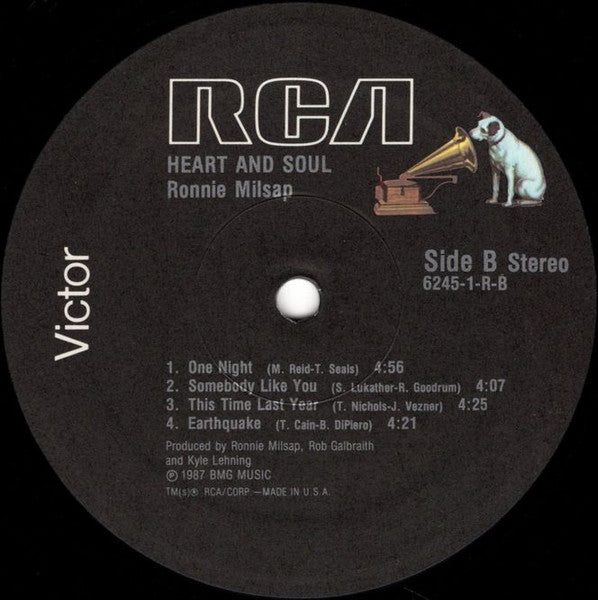 RCA
HEART AND SOUL
Ronnie Milsap
Victor
Side B Stereo
6245-1-R-B
1. One Night (M. Reid-T. Seals) 4:56
2. Somebody Like You (S. Lukather-R. Goodrum) 4:07
3. This Time Last Year (T. Nichols-J. Vezner) 4:25
4. Earthquake (T. Cain-B. DiPiero) 4:21
Produced by Ronnie Milsap, Rob Galbraith
and Kyle Lehning
℗ 1987 BMG MUSIC
TM(s)® RCA/CORP.—MADE IN U.S.A.